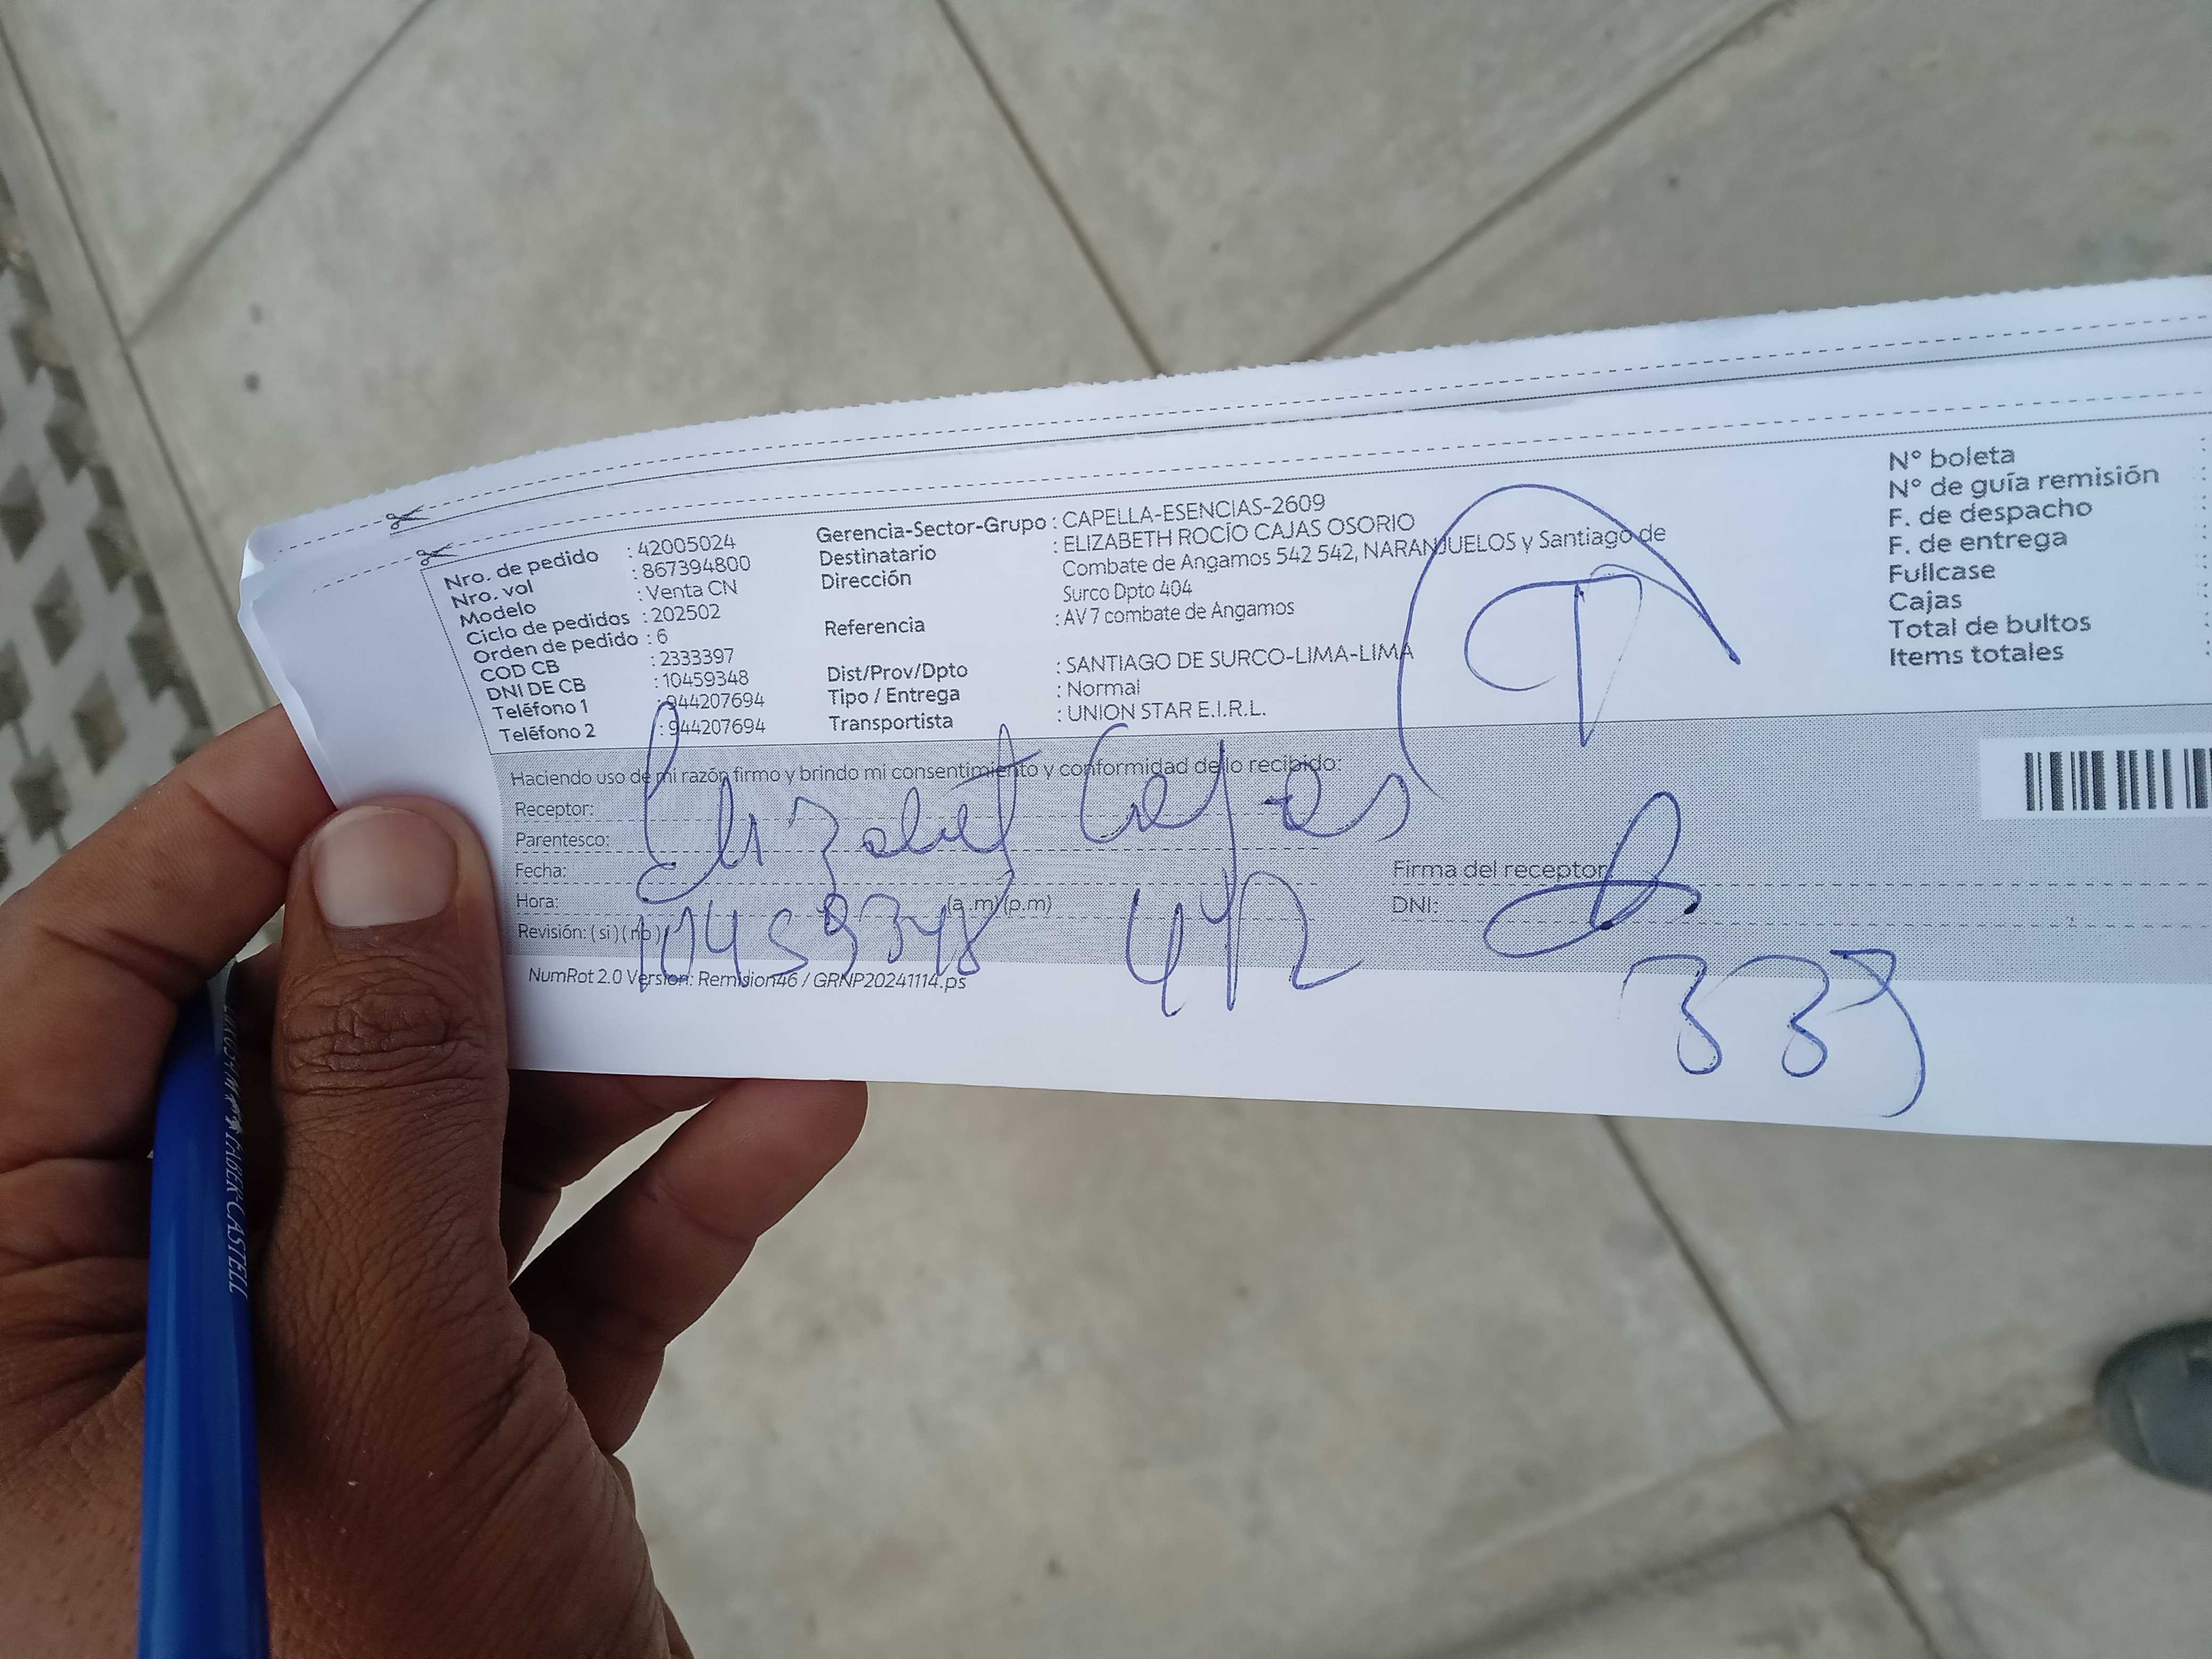 Nro. de pedido : 42005024
Nro. vol : 867394800
Modelo : Venta CN
Ciclo de pedidos : 202502
Orden de pedido : 6
COD CB : 2333397
DNI DE CB : 10459348
Teléfono 1 : 944207694
Teléfono 2 : 944207694
Gerencia-Sector-Grupo : CAPELLA-ESENCIAS-2609
Destinatario : ELIZABETH ROCÍO CAJAS OSORIO
Dirección : Combate de Angamos 542 542, NARANJUELOS y Santiago de
Surco Dpto 404
Referencia : AV 7 combate de Angamos
Dist/Prov/Dpto : SANTIAGO DE SURCO-LIMA-LIMA
Tipo / Entrega : Normal
Transportista : UNION STAR E.I.R.L.
N° boleta
N° de guía remisión
F. de despacho
F. de entrega
Fullcase
Cajas
Total de bultos
Items totales
Haciendo uso de mi razón firmo y brindo mi consentimiento y conformidad de lo recibido:
Receptor:
Parentesco:
Fecha:
Hora: (a .m) (p.m)
Revisión: ( si ) ( no )
Elizabet Cajas
10459348
Firma del receptor
DNI:
NumRot 2.0 Version: Remision46 / GRNP20241114.ps
FABER-CASTELL